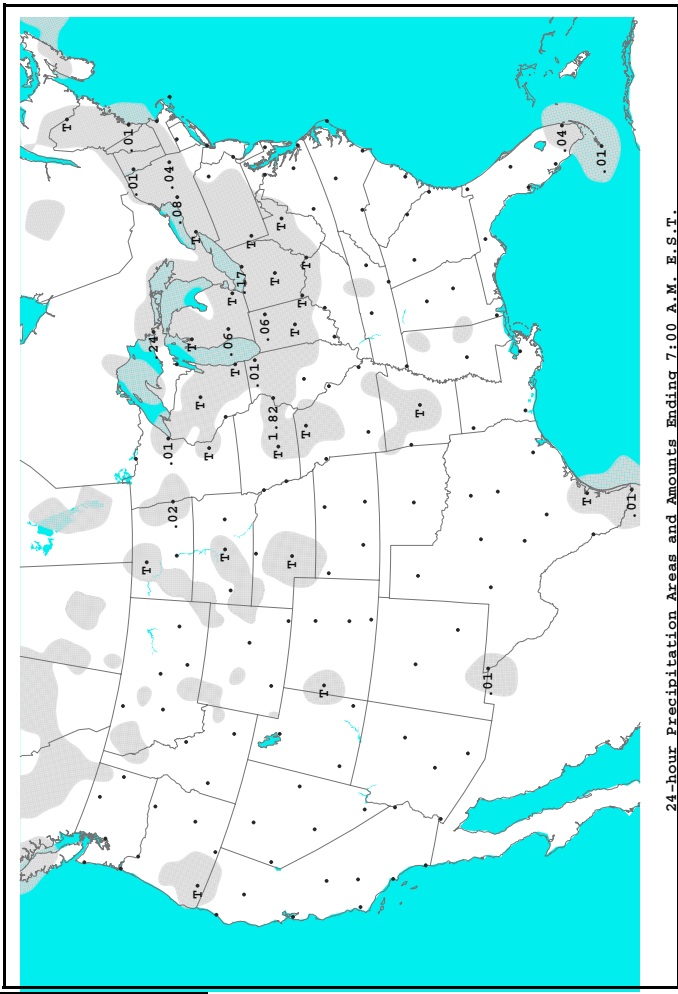 T
.01
.01
T
.24
.01
.04
.02
.08
T
T
T
T
T
T
.06
T
T
.17
T
.01
.06
1.82
T
T
T
T
T
T
T
T
T
T
.01
.04
T
.01
.01
24-hour Precipitation Areas and Amounts Ending 7:00 A.M. E.S.T.